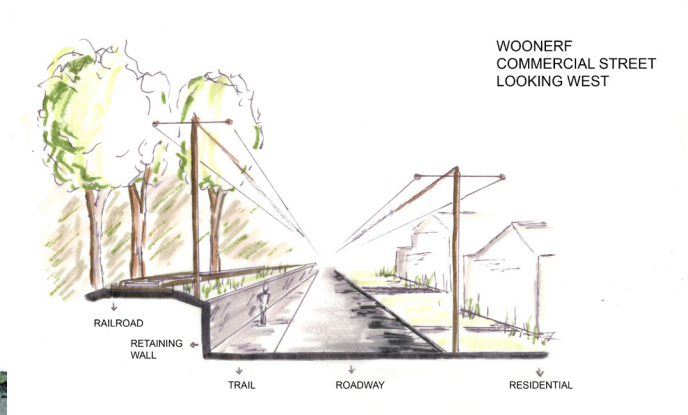 WOONERF
COMMERCIAL STREET
LOOKING WEST
RAILROAD
RETAINING
WALL
TRAIL
ROADWAY
RESIDENTIAL